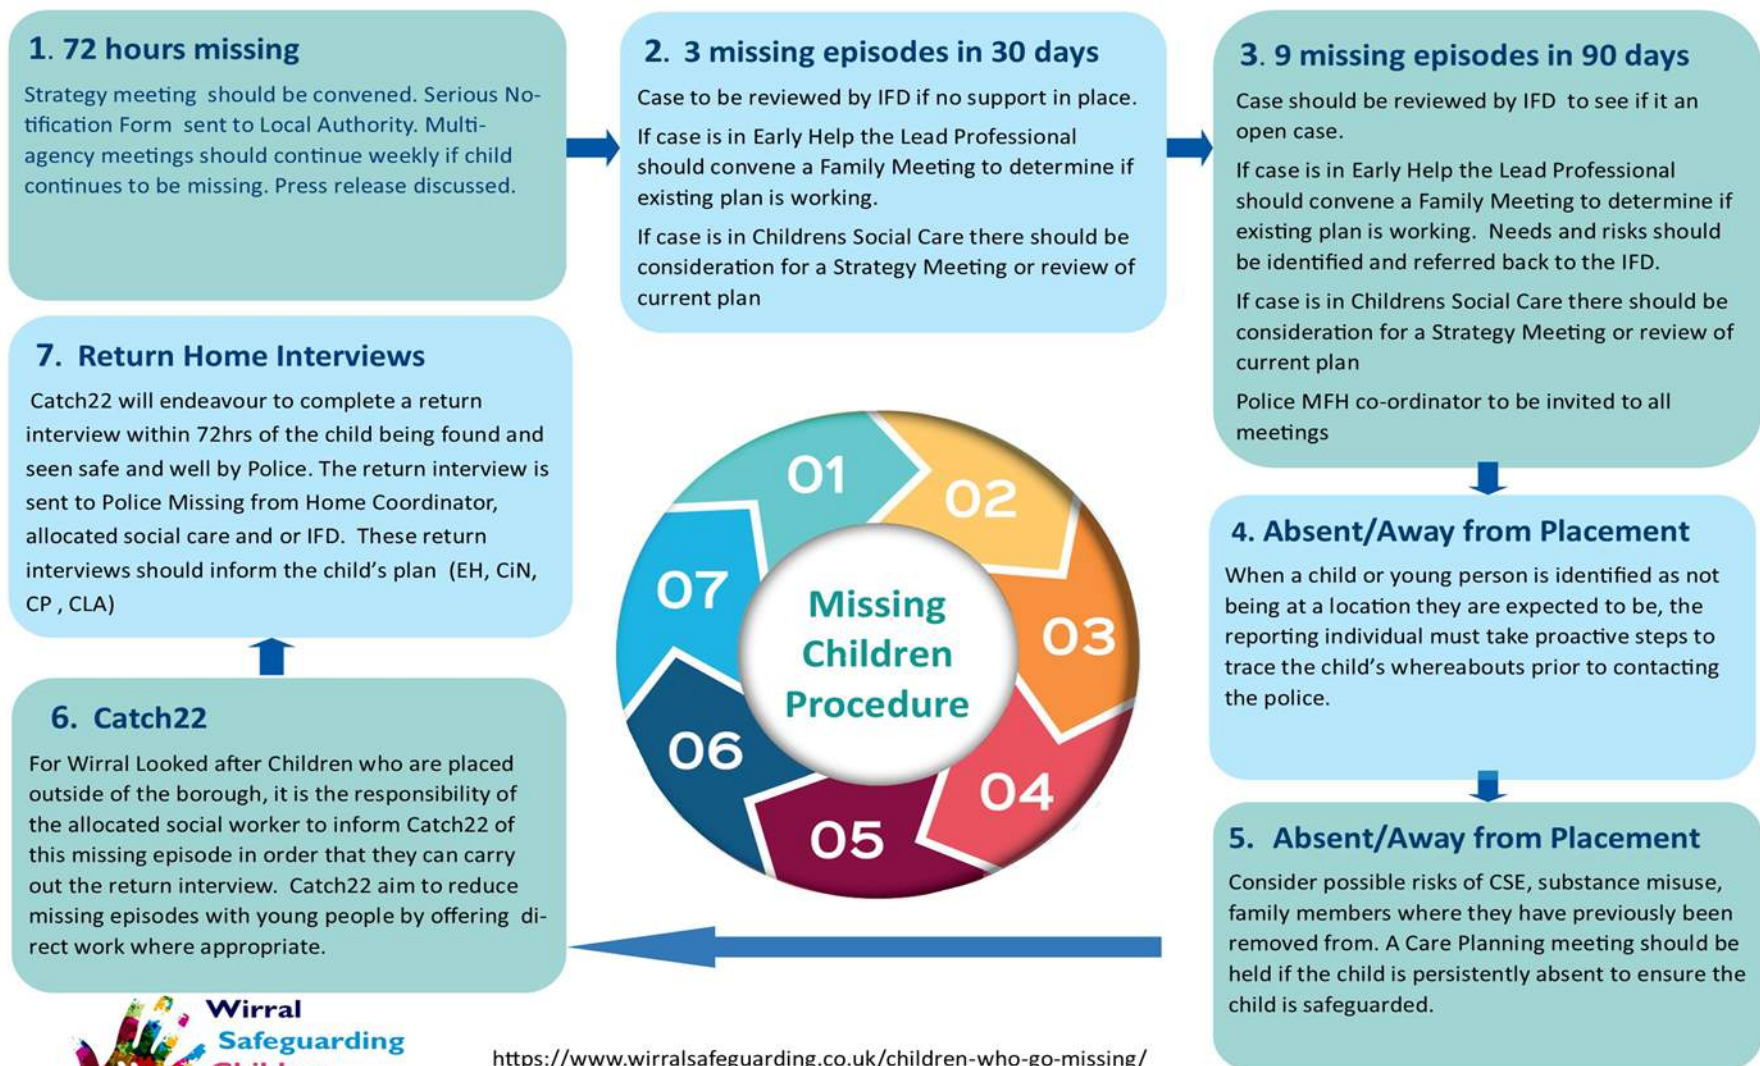 1. 72 hours missing
Strategy meeting should be convened. Serious No-
tification Form sent to Local Authority. Multi-
agency meetings should continue weekly if child
continues to be missing. Press release discussed.
2. 3 missing episodes in 30 days
Case to be reviewed by IFD if no support in place.
If case is in Early Help the Lead Professional
should convene a Family Meeting to determine if
existing plan is working.
If case is in Childrens Social Care there should be
consideration for a Strategy Meeting or review of
current plan
3. 9 missing episodes in 90 days
Case should be reviewed by IFD to see if it an
open case.
If case is in Early Help the Lead Professional
should convene a Family Meeting to determine if
existing plan is working. Needs and risks should
be identified and referred back to the IFD.
If case is in Childrens Social Care there should be
consideration for a Strategy Meeting or review of
current plan
Police MFH co-ordinator to be invited to all
meetings
4. Absent/Away from Placement
When a child or young person is identified as not
being at a location they are expected to be, the
reporting individual must take proactive steps to
trace the child's whereabouts prior to contacting
the police.
5. Absent/Away from Placement
Consider possible risks of CSE, substance misuse,
family members where they have previously been
removed from. A Care Planning meeting should be
held if the child is persistently absent to ensure the
child is safeguarded.
6. Catch22
For Wirral Looked after Children who are placed
outside of the borough, it is the responsibility of
the allocated social worker to inform Catch22 of
this missing episode in order that they can carry
out the return interview. Catch22 aim to reduce
missing episodes with young people by offering di-
rect work where appropriate.
7. Return Home Interviews
Catch22 will endeavour to complete a return
interview within 72hrs of the child being found and
seen safe and well by Police. The return interview is
sent to Police Missing from Home Coordinator,
allocated social care and or IFD. These return
interviews should inform the child's plan (EH, CiN,
CP , CLA)
01
02
03
04
05
06
07
Missing
Children
Procedure
Wirral
Safeguarding
https://www.wirralsafeguarding.co.uk/children-who-go-missing/